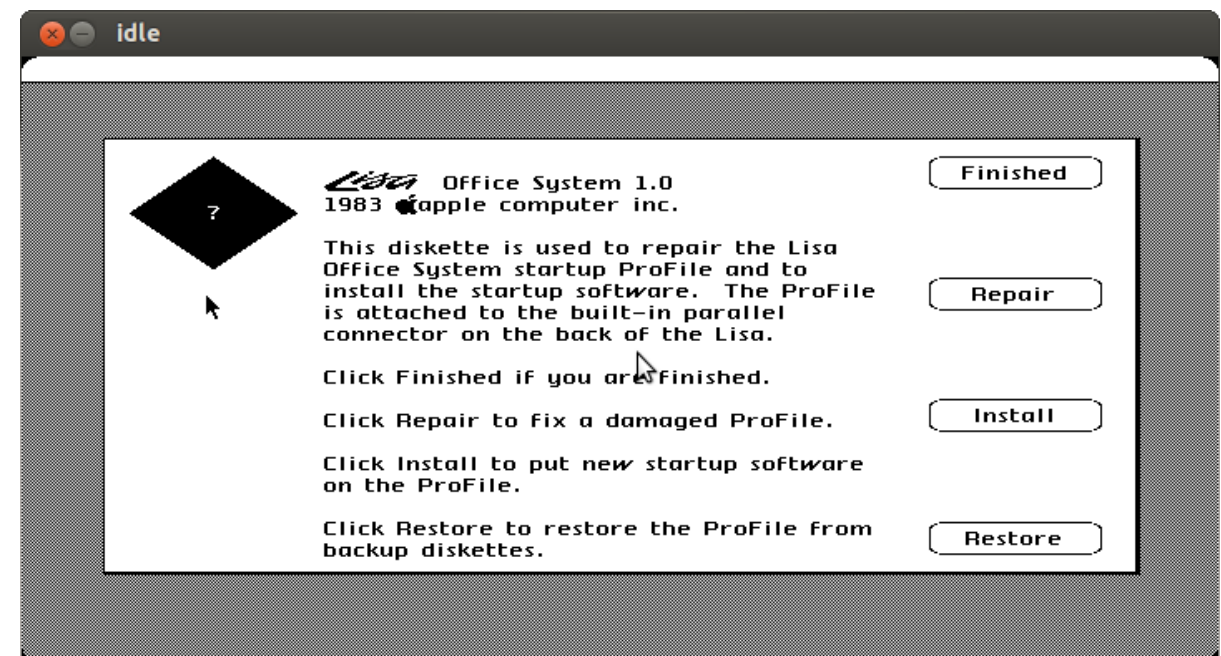 idle
?
Lisa Office System 1.0
1983 apple computer inc.
Finished
This diskette is used to repair the Lisa
Office System startup ProFile and to
install the startup software. The ProFile
is attached to the built-in parallel
connector on the back of the Lisa.
Repair
Click Finished if you are finished.
Click Repair to fix a damaged ProFile.
Install
Click Install to put new startup software
on the ProFile.
Click Restore to restore the ProFile from
backup diskettes.
Restore